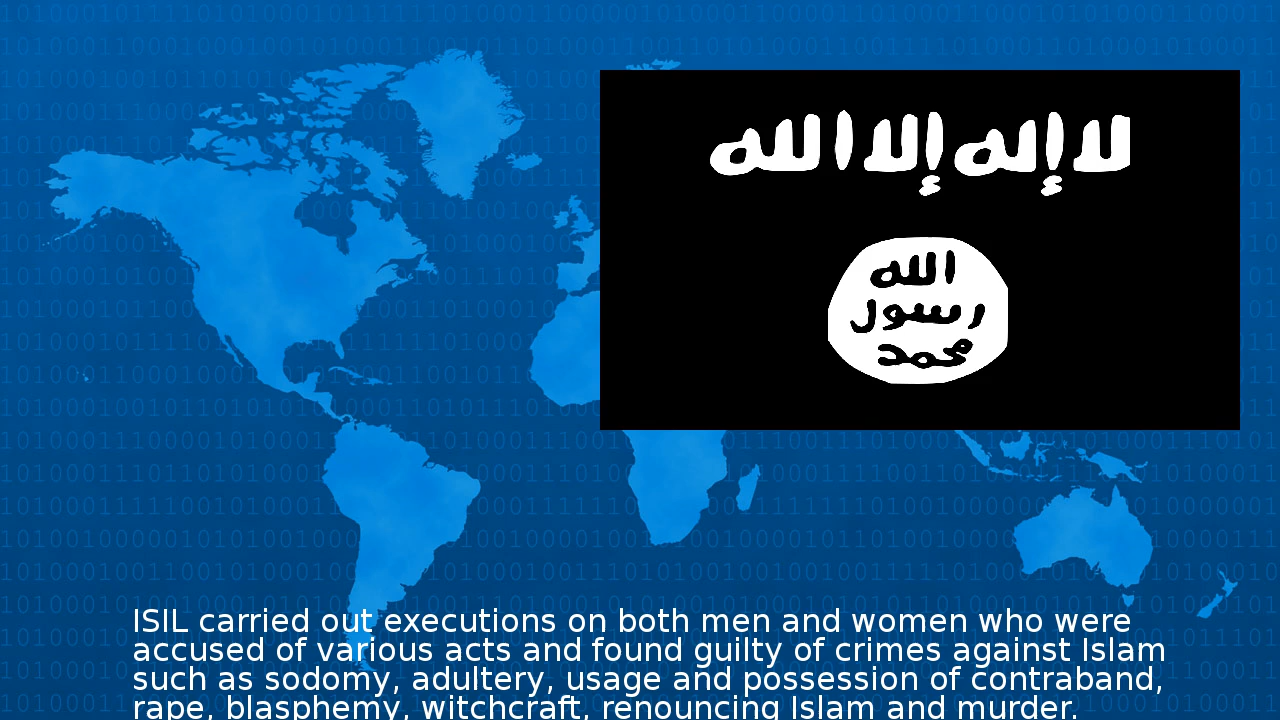 لا إله إلا الله
الله
رسول
محمد
ISIL carried out executions on both men and women who were
accused of various acts and found guilty of crimes against Islam
such as sodomy, adultery, usage and possession of contraband,
rape, blasphemy, witchcraft, renouncing Islam and murder.